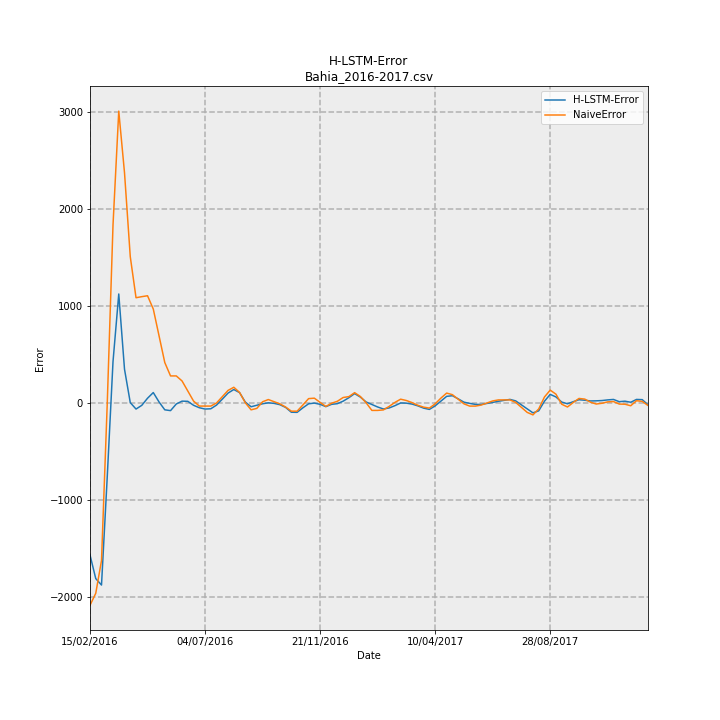 H-LSTM-Error
Bahia_2016-2017.csv
H-LSTM-Error
NaiveError
3000
2000
1000
0
−1000
−2000
Error
15/02/2016 04/07/2016 21/11/2016 10/04/2017 28/08/2017
Date